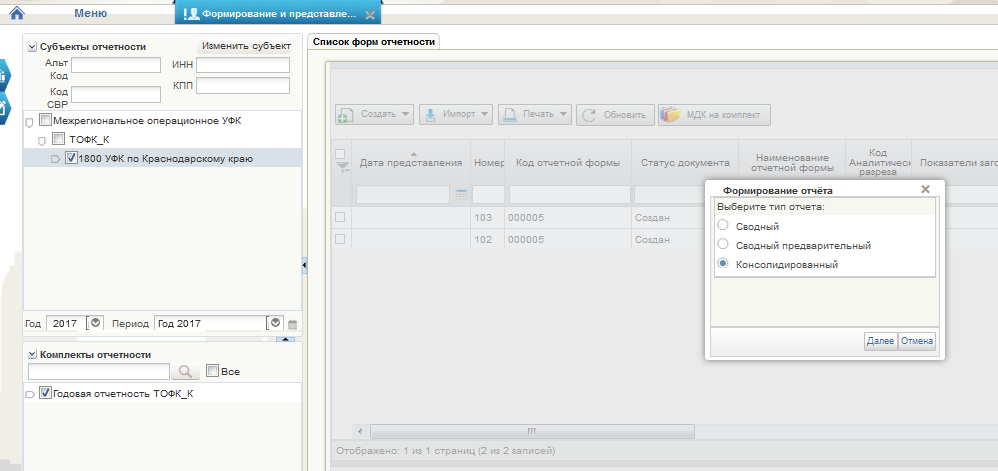 Меню
Формирование и представле...
Субъекты отчетности
Изменить субъект
Альт Код
ИНН
Код СВР
КПП
Межрегиональное операционное УФК
ТОФК_К
1800 УФК по Краснодарскому краю
Год 2017 Период Год 2017
Комплекты отчетности
Все
Годовая отчетность ТОФК_К
Список форм отчетности
Создать Импорт Печать Обновить МДК на комплект
Дата представления Номер Код отчетной формы Статус документа Наименование отчетной формы Код Аналитическ разреза Показатели заго
103 000005 Создан
102 000005 Создан
Отображено: 1 из 1 страниц (2 из 2 записей)
Формирование отчёта
Выберите тип отчета:
Сводный
Сводный предварительный
Консолидированный
Далее Отмена